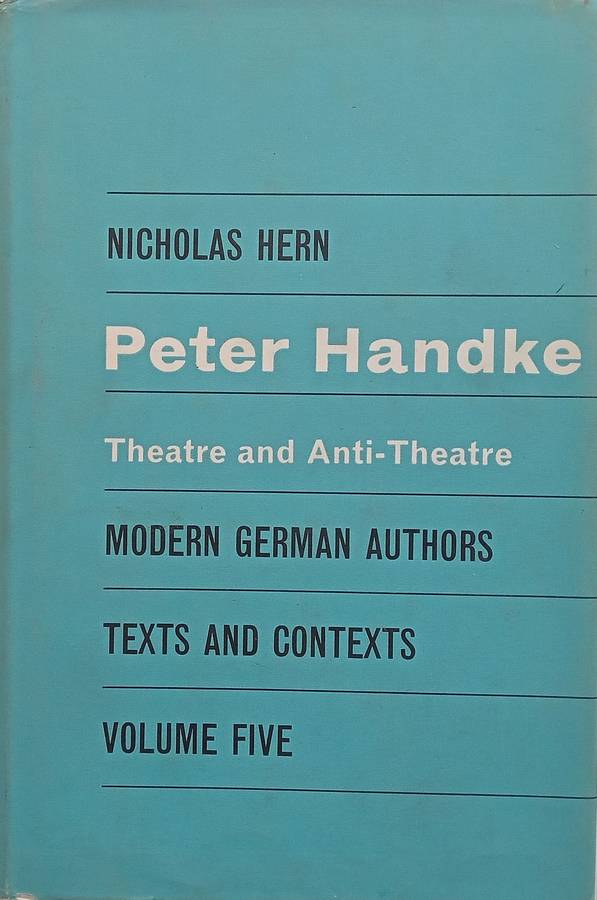 NICHOLAS HERN
Peter Handke
Theatre and Anti-Theatre
MODERN GERMAN AUTHORS
TEXTS AND CONTEXTS
VOLUME FIVE